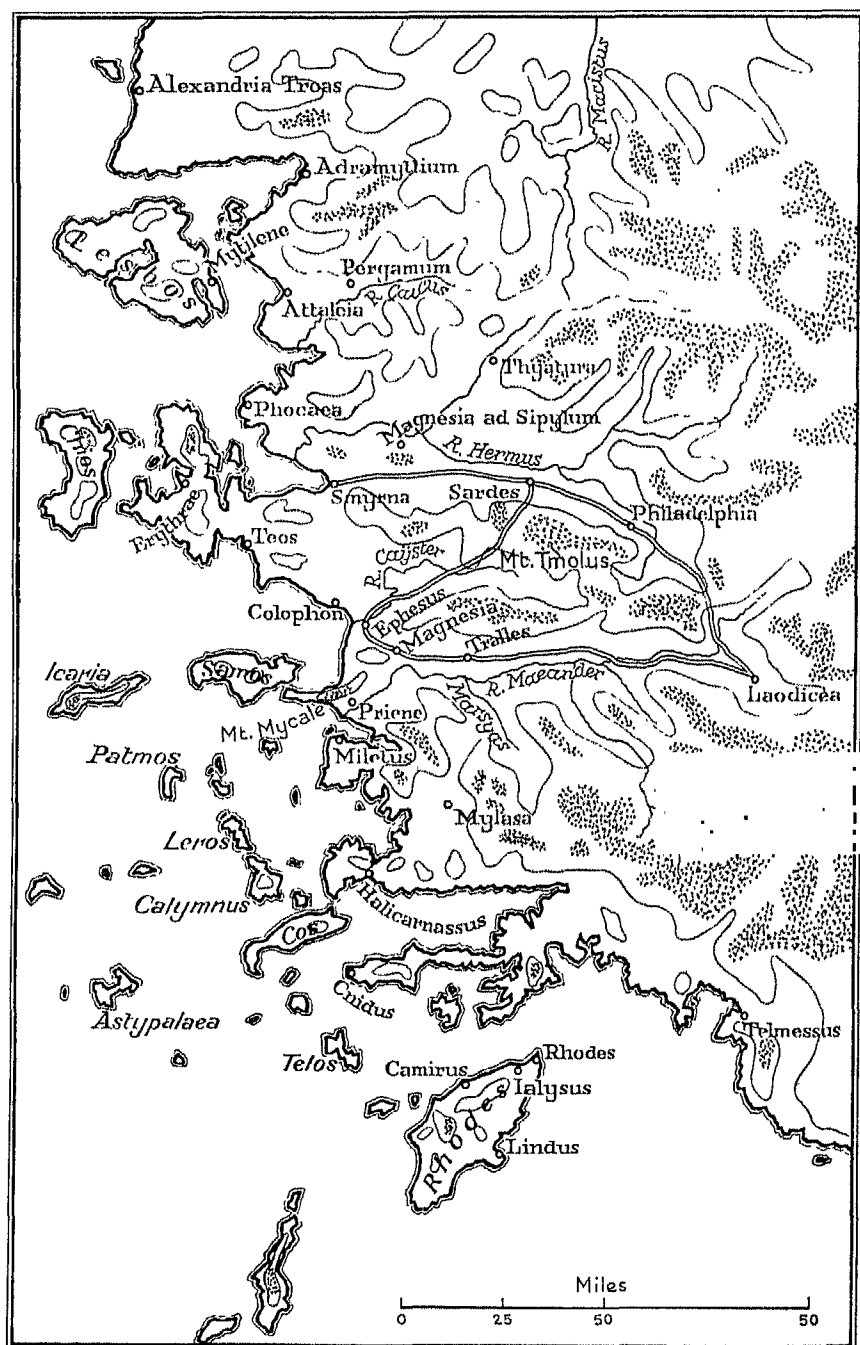 R. Macistus
Alexandria Troas
Adramyttium
Lesbos
Mytilene
Pergamum
R. Caicus
Attaleia
Thyatira
Phocaea
Magnesia ad Sipylum
Chios
R. Hermus
Smyrna
Sardes
Erythrae
Philadelphia
Teos
R. Cayster
Mt. Tmolus
Colophon
Ephesus
Magnesia
Tralles
Icaria
Samos
R. Maeander
Laodicea
Marsyas
Priene
Mt. Mycale
Patmos
Miletus
Mylasa
Leros
Calymnus
Halicarnassus
Cos
Cnidus
Astypalaea
Telmessus
Telos
Rhodes
Camirus
Ialysus
Rhodes
Lindus
Miles
0 25 50 50